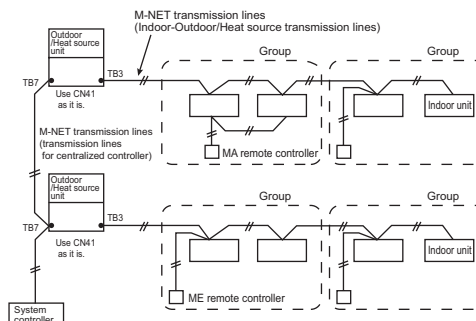 M-NET transmission lines
(Indoor-Outdoor/Heat source transmission lines)
Outdoor
/Heat source
unit
TB7
TB3
Use CN41
as it is.
Group
Group
MA remote controller
Indoor unit
M-NET transmission lines
(transmission lines
for centralized controller)
Outdoor
/Heat source
unit
TB7
TB3
Use CN41
as it is.
Group
Group
ME remote controller
Indoor unit
System
controller